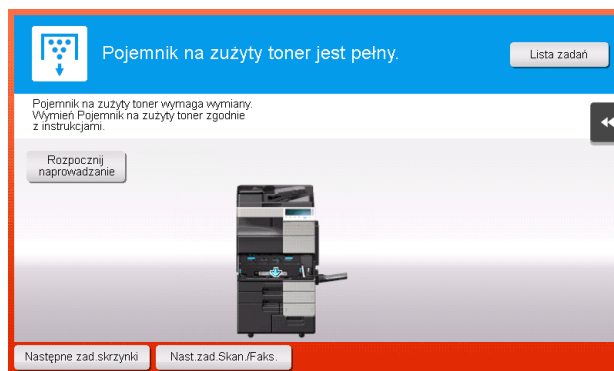 Pojemnik na zużyty toner jest pełny.
Lista zadań
Pojemnik na zużyty toner wymaga wymiany.
Wymień Pojemnik na zużyty toner zgodnie
z instrukcjami.
Rozpocznij
naprowadzanie
Następne zad.skrzynki
Nast.zad.Skan./Faks.